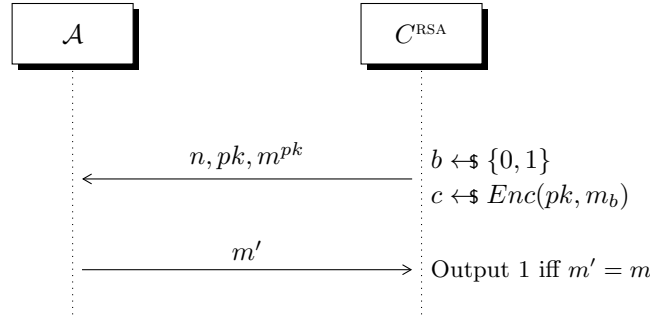 𝒜 C^RSA
n, pk, m^{pk}
b ←$ {0, 1}
c ←$ Enc(pk, m_b)
m′
Output 1 iff m′ = m